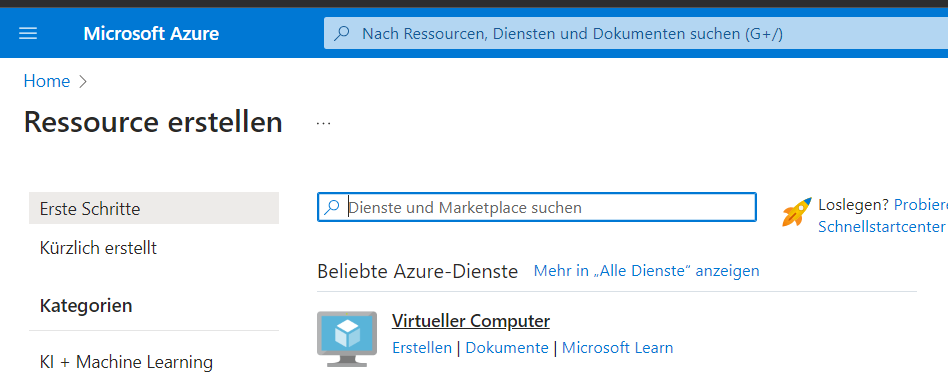 Microsoft Azure
Nach Ressourcen, Diensten und Dokumenten suchen (G+/)
Home
Ressource erstellen
...
Erste Schritte
Kürzlich erstellt
Kategorien
KI + Machine Learning
Dienste und Marketplace suchen
Loslegen? Probiere
Schnellstartcenter
Beliebte Azure-Dienste Mehr in „Alle Dienste“ anzeigen
Virtueller Computer
Erstellen | Dokumente | Microsoft Learn